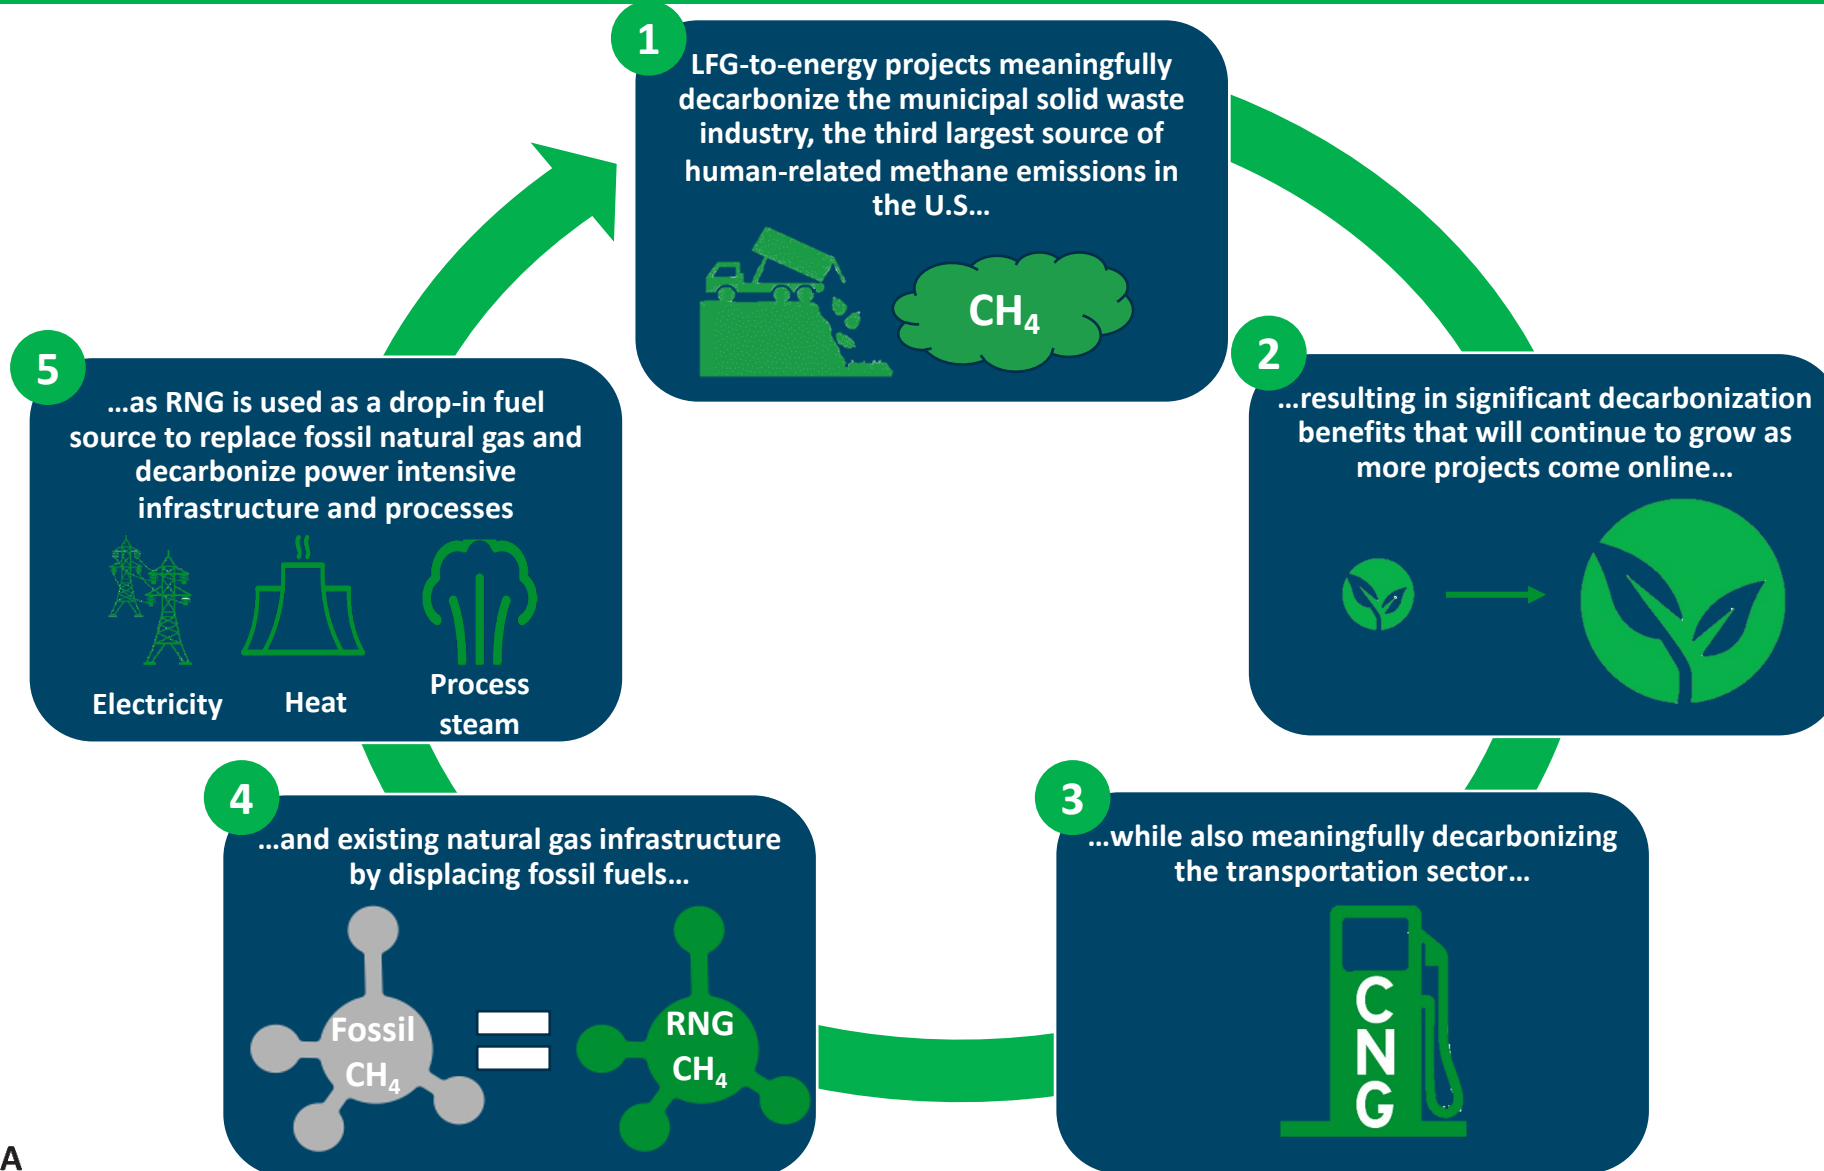 1
LFG-to-energy projects meaningfully
decarbonize the municipal solid waste
industry, the third largest source of
human-related methane emissions in
the U.S…
CH₄
2
…resulting in significant decarbonization
benefits that will continue to grow as
more projects come online…
3
…while also meaningfully decarbonizing
the transportation sector…
C
N
G
4
…and existing natural gas infrastructure
by displacing fossil fuels…
Fossil
CH₄
=
RNG
CH₄
5
…as RNG is used as a drop-in fuel
source to replace fossil natural gas and
decarbonize power intensive
infrastructure and processes
Electricity
Heat
Process
steam
A